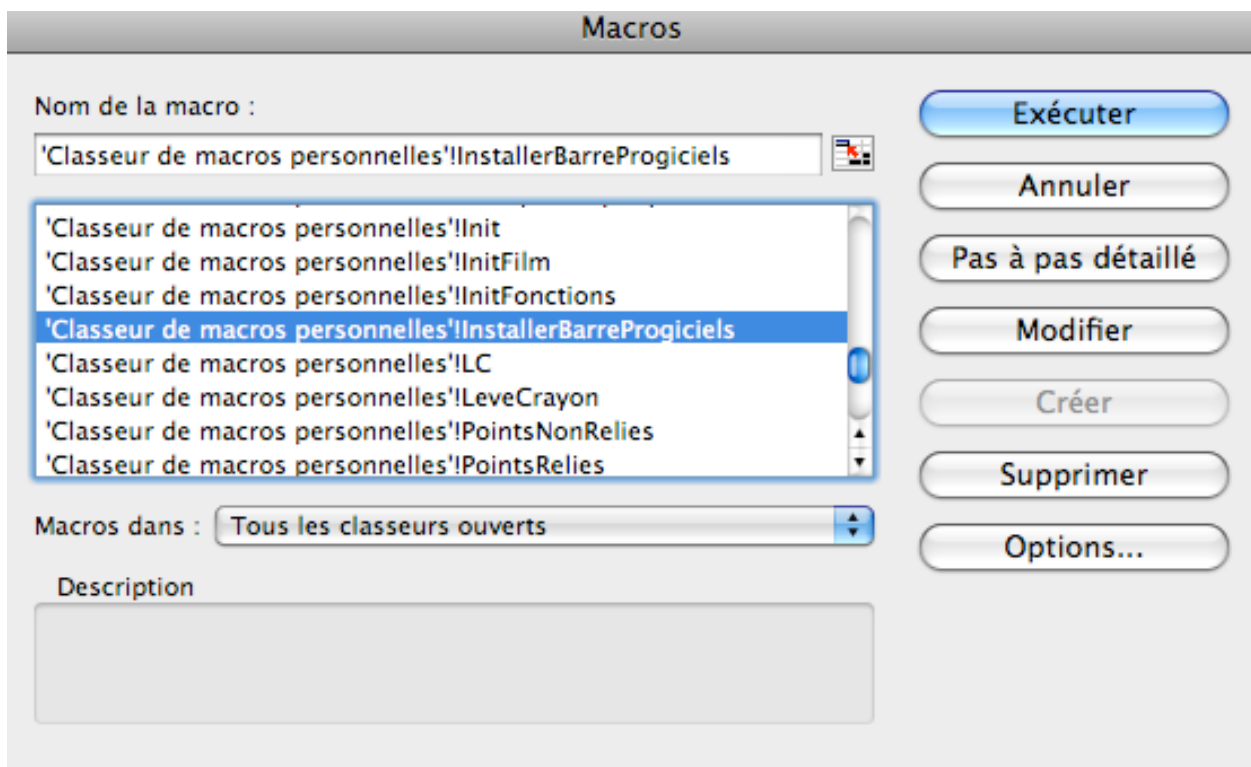 Macros
Nom de la macro :
'Classeur de macros personnelles'!InstallerBarreProgiciels
'Classeur de macros personnelles'!Init
'Classeur de macros personnelles'!InitFilm
'Classeur de macros personnelles'!InitFonctions
'Classeur de macros personnelles'!InstallerBarreProgiciels
'Classeur de macros personnelles'!LC
'Classeur de macros personnelles'!LeveCrayon
'Classeur de macros personnelles'!PointsNonRelies
'Classeur de macros personnelles'!PointsRelies
Macros dans : Tous les classeurs ouverts
Description
Exécuter
Annuler
Pas à pas détaillé
Modifier
Créer
Supprimer
Options...